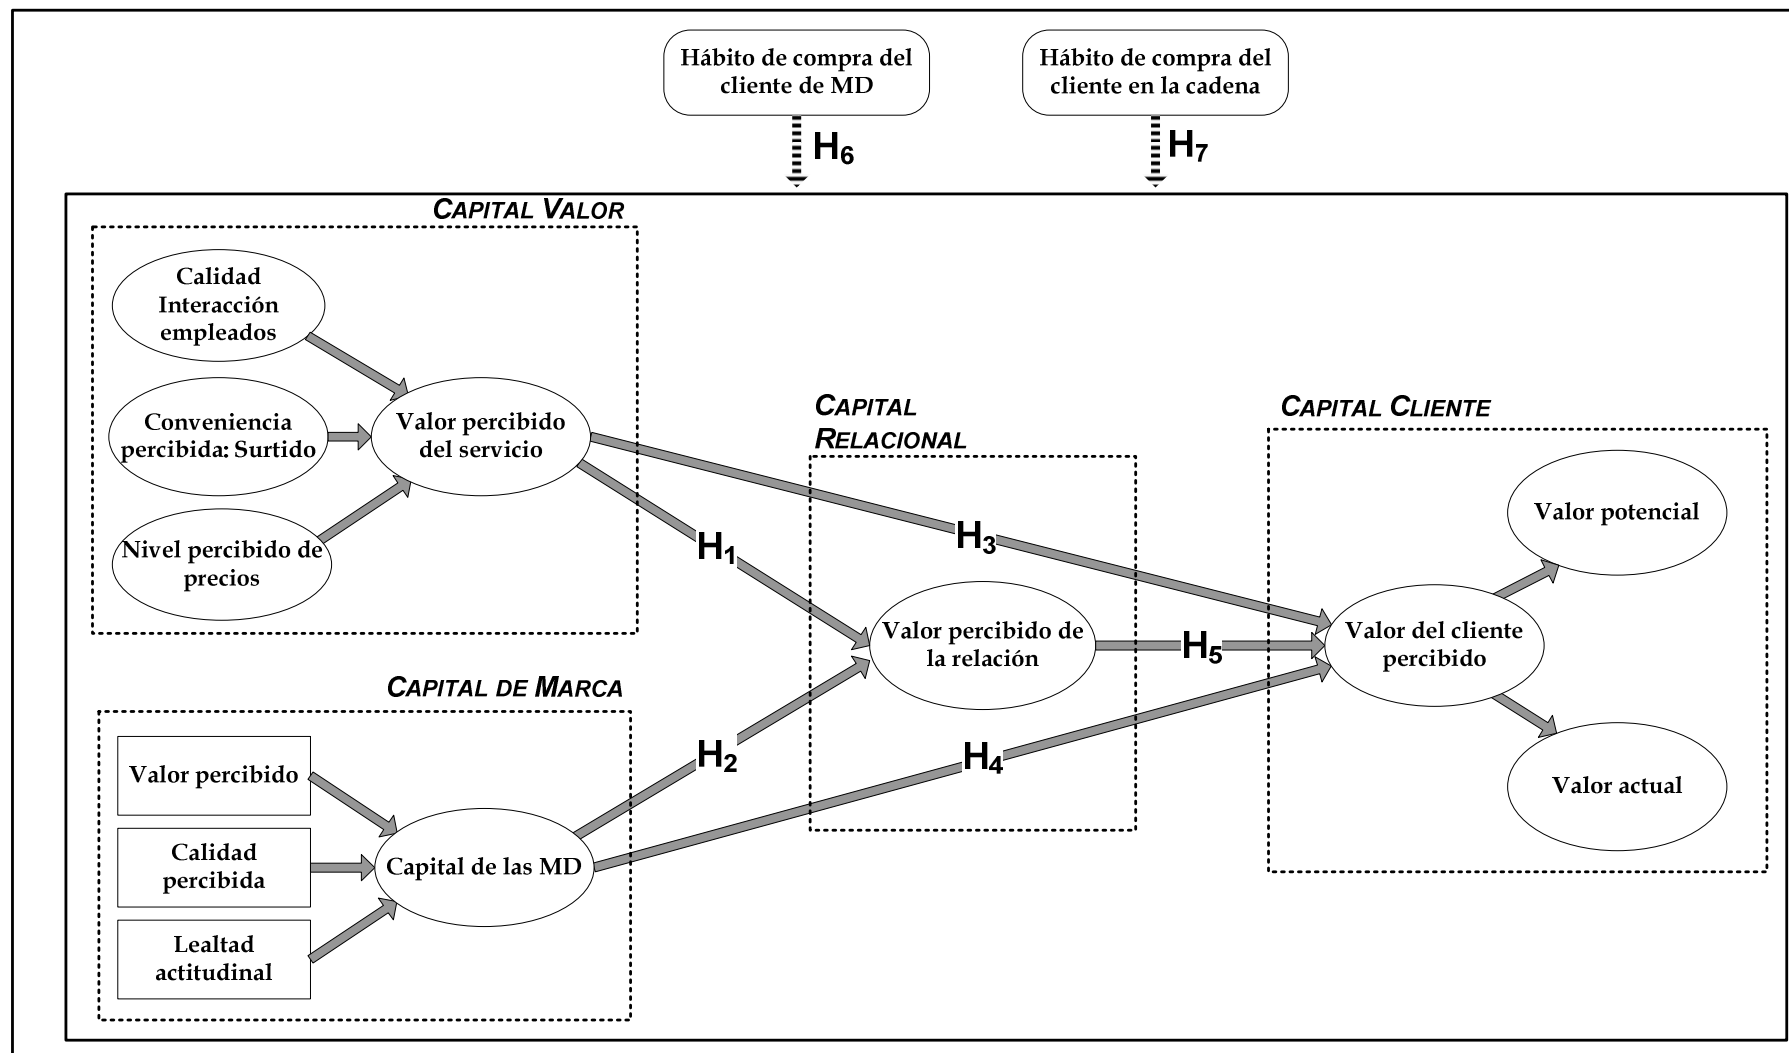 Hábito de compra del
cliente de MD
Hábito de compra del
cliente en la cadena
H6
H7
CAPITAL VALOR
Calidad
Interacción
empleados
Conveniencia
percibida: Surtido
Nivel percibido de
precios
Valor percibido
del servicio
H1
H3
CAPITAL
RELACIONAL
Valor percibido de
la relación
H5
CAPITAL CLIENTE
Valor potencial
Valor del cliente
percibido
Valor actual
CAPITAL DE MARCA
Valor percibido
Calidad
percibida
Lealtad
actitudinal
Capital de las MD
H2
H4